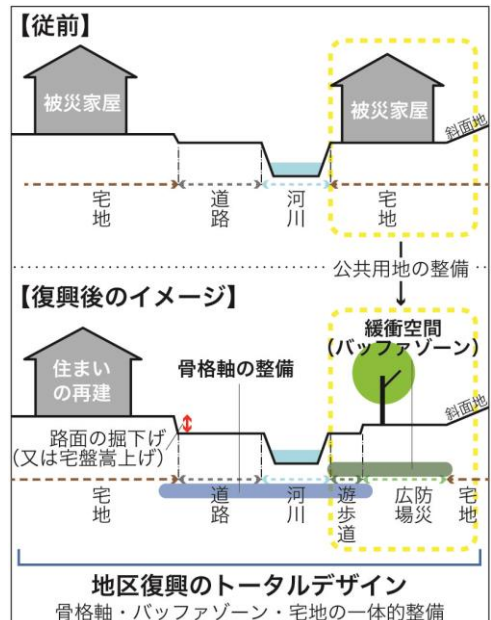 【従前】
被災家屋
被災家屋
斜面地
宅地
道路
河川
宅地
公共用地の整備
【復興後のイメージ】
緩衝空間
(バッファゾーン)
住まい
の再建
骨格軸の整備
斜面地
路面の掘下げ
(又は宅盤嵩上げ)
宅地
道路
河川
遊歩道
防災
広場
宅地
地区復興のトータルデザイン
骨格軸・バッファゾーン・宅地の一体的整備